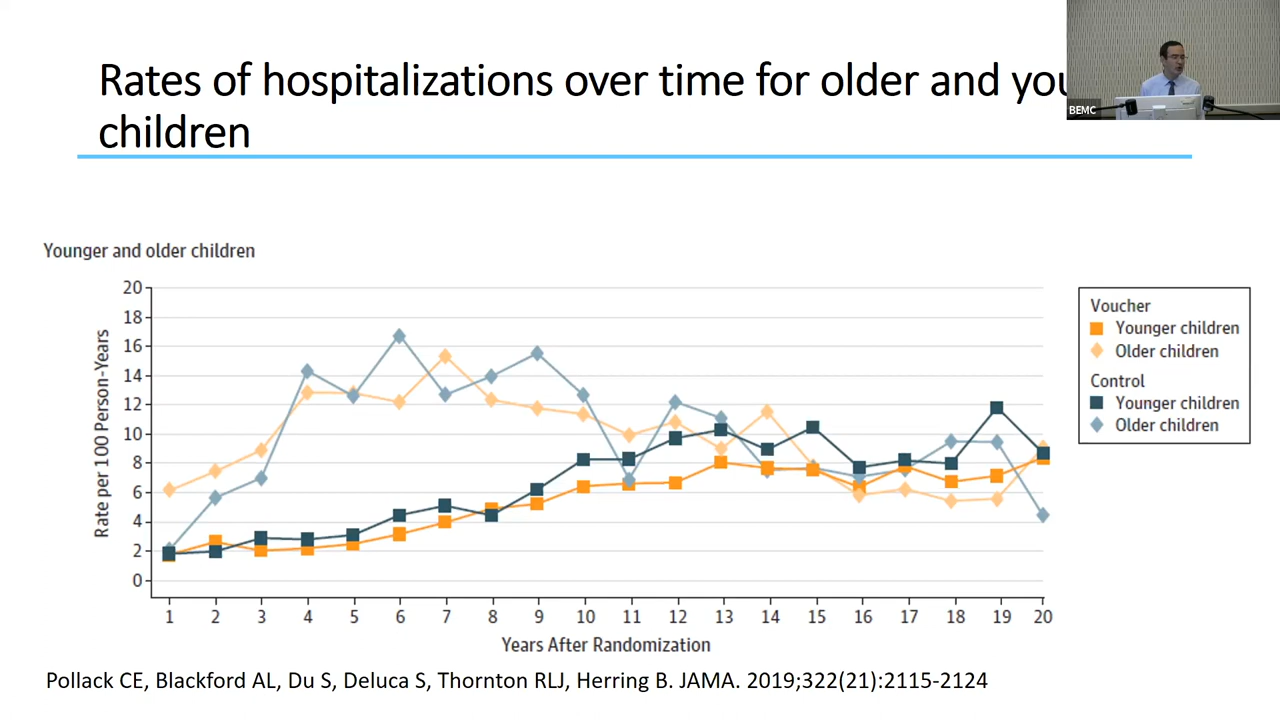 Rates of hospitalizations over time for older and
children
BEMC
Younger and older children
20
18
16
14
12
10
8
6
4
2
0
Rate per 100 Person-Years
1 2 3 4 5 6 7 8 9 10 11 12 13 14 15 16 17 18 19 20
Years After Randomization
Voucher
Younger children
Older children
Control
Younger children
Older children
Pollack CE, Blackford AL, Du S, Deluca S, Thornton RLJ, Herring B. JAMA. 2019;322(21):2115-2124